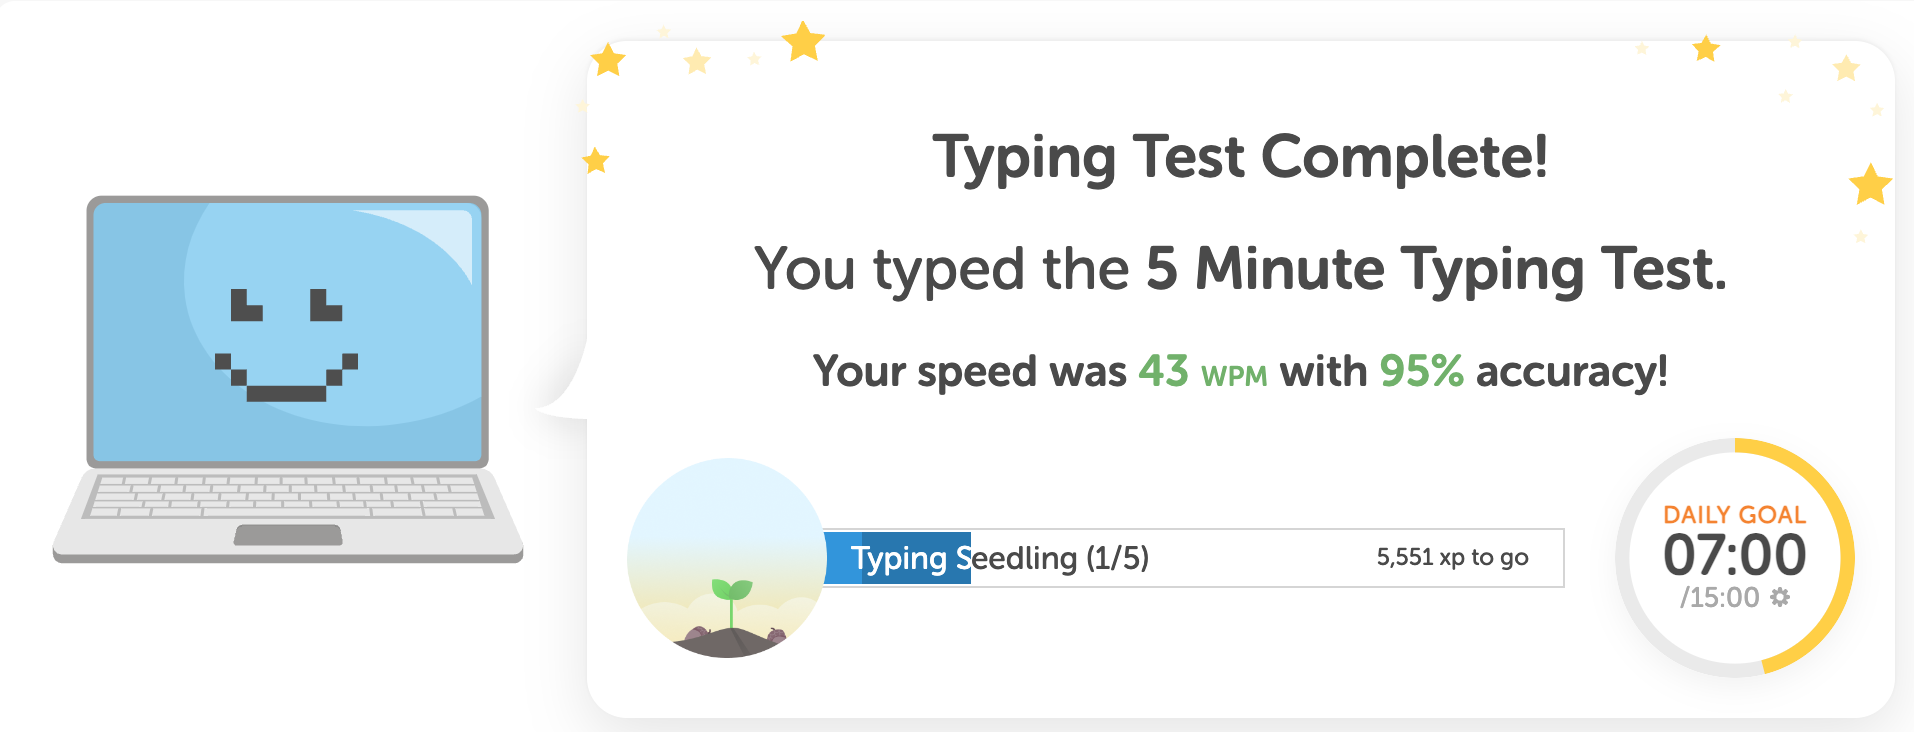 Typing Test Complete!
You typed the 5 Minute Typing Test.
Your speed was 43 WPM with 95% accuracy!
Typing Seedling (1/5)
5,551 xp to go
DAILY GOAL
07:00
/15:00